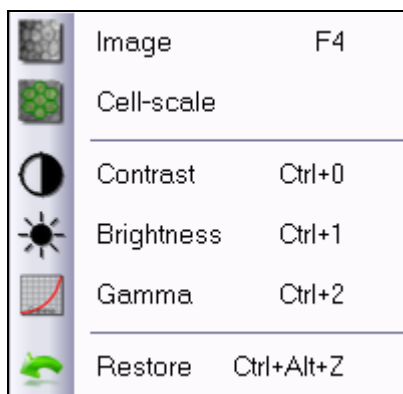 Image F4
Cell-scale
Contrast Ctrl+0
Brightness Ctrl+1
Gamma Ctrl+2
Restore Ctrl+Alt+Z